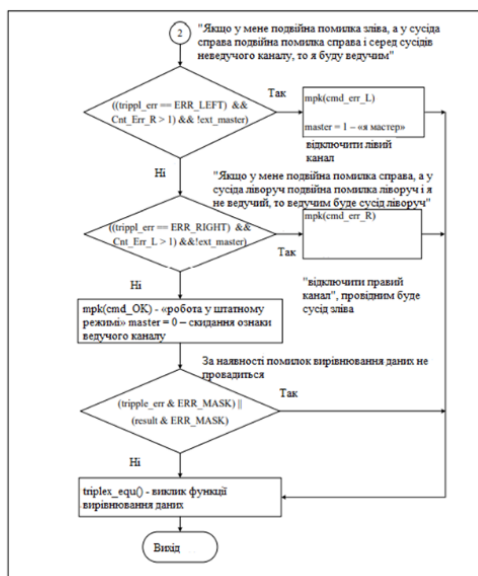 2
"Якщо у мене подвійна помилка зліва, а у сусіда
справа подвійна помилка справа і серед сусідів
неведучого каналу, то я буду ведучим"
((trippl_err == ERR_LEFT) &&
Cnt_Err_R > 1) && !ext_master)
Так
mpk(cmd_err_L)
master = 1 – «я мастер»
відключити лівий
канал
Ні
"Якщо у мене подвійна помилка справа, а у
сусіда ліворуч подвійна помилка ліворуч і я
не ведучий, то ведучим буде сусід ліворуч"
((trippl_err == ERR_RIGHT) &&
Cnt_Err_L > 1) &&!ext_master)
Так
mpk(cmd_err_R)
"відключити правий
канал", провідним буде
сусід зліва
Ні
mpk(cmd_OK) - «робота у штатному
режимі» master = 0 – скидання ознаки
ведучого каналу
За наявності помилок вирівнювання даних не
провадиться
(tripple_err & ERR_MASK) ||
(result & ERR_MASK)
Так
Ні
triplex_equ() - виклик функції
вирівнювання даних
Вихід